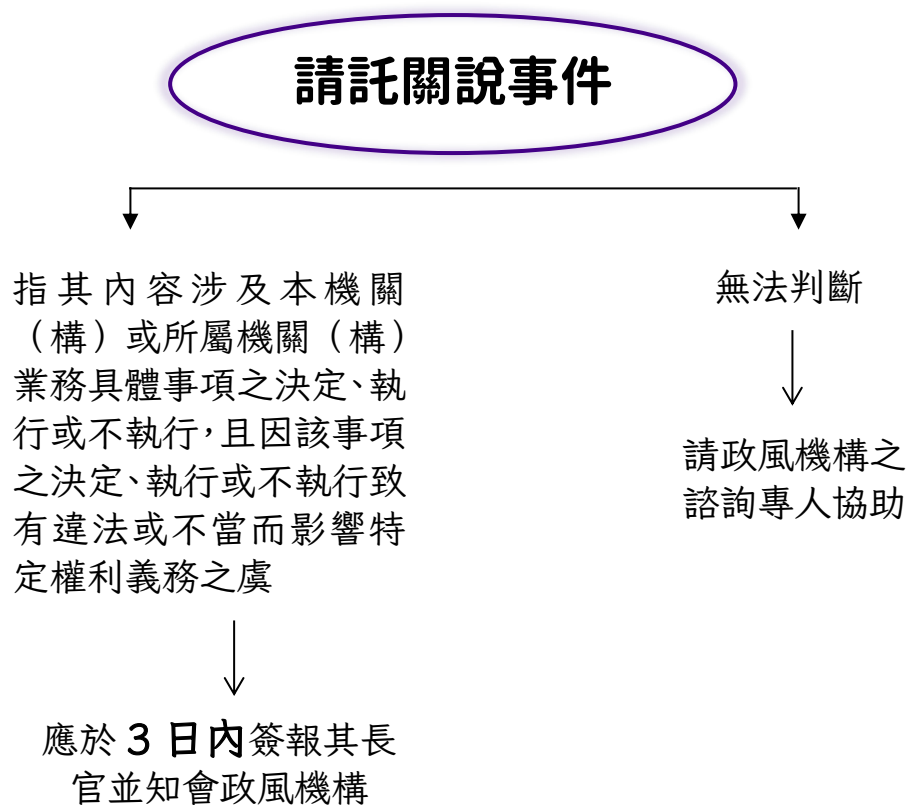 請託關說事件
指其內容涉及本機關
（構）或所屬機關（構）
業務具體事項之決定、執
行或不執行，且因該事項
之決定、執行或不執行致
有違法或不當而影響特
定權利義務之虞
應於 3 日內簽報其長
官並知會政風機構
無法判斷
請政風機構之
諮詢專人協助